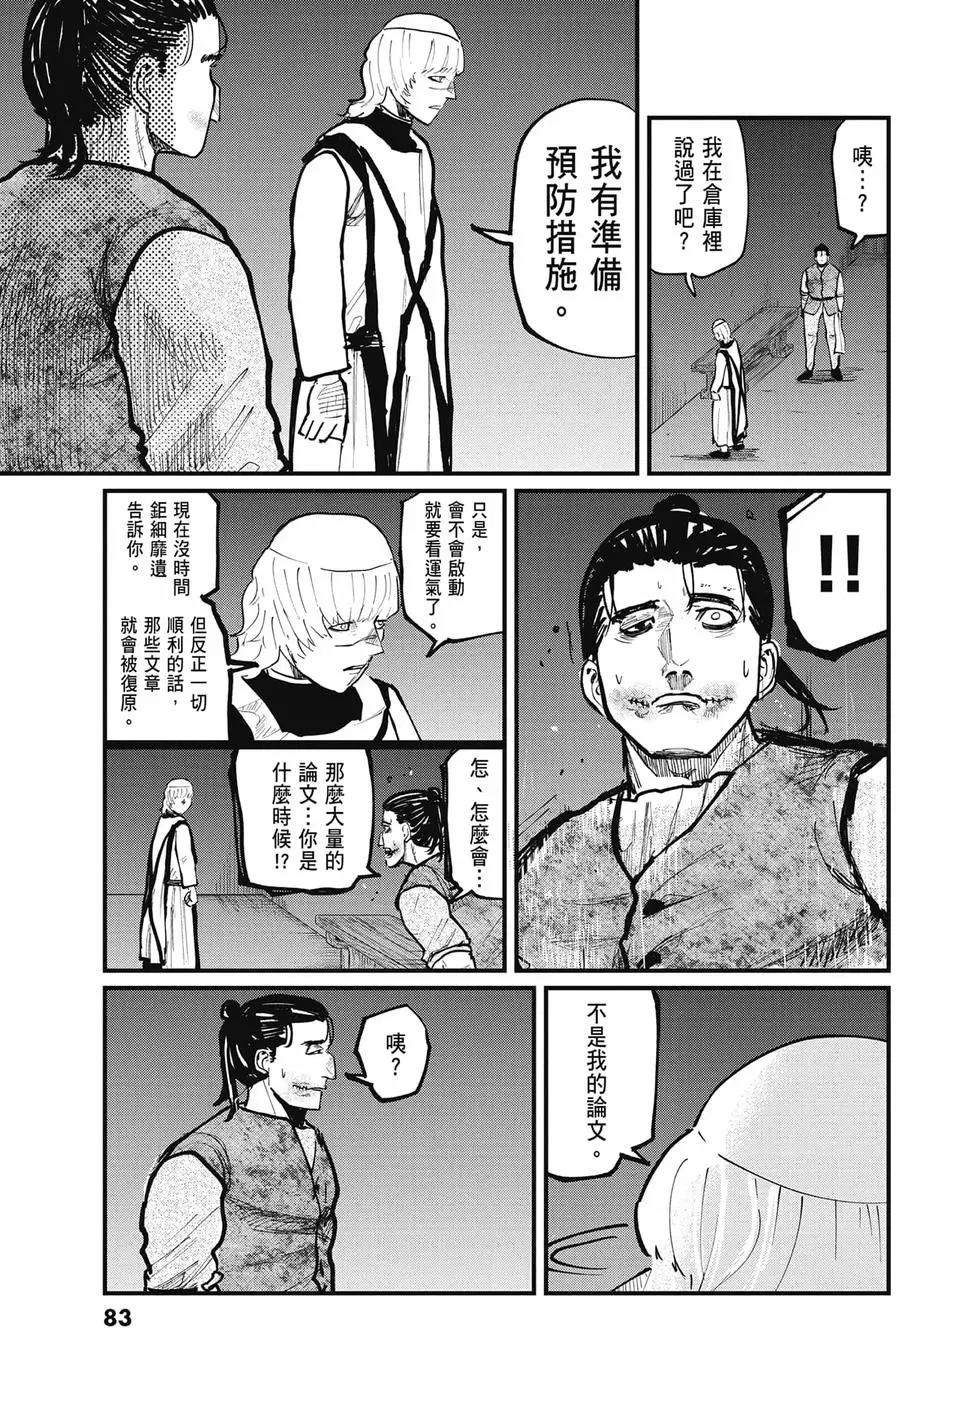 咦…?
我在倉庫裡
說過了吧?
我有準備
預防措施。
!!
只是,
會不會啟動
就要看運氣了。
現在沒時間
鉅細靡遺
告訴你。
但反正一切
順利的話,
那些文章
就會被復原。
怎、怎麼會…
那麼大量的
論文…你是
什麼時候!?
不是我的論文。
咦?
83